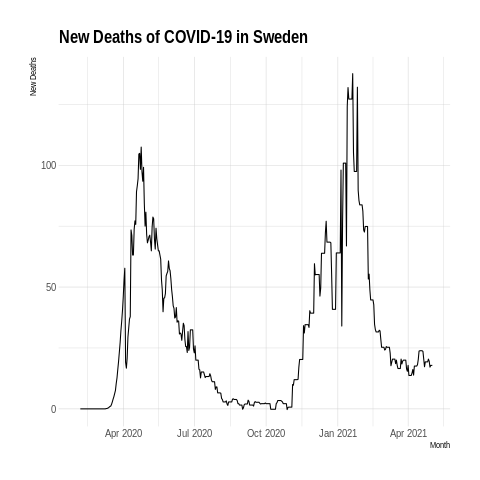 New Deaths of COVID-19 in Sweden
New Deaths
100
50
0
Apr 2020 Jul 2020 Oct 2020 Jan 2021 Apr 2021
Month